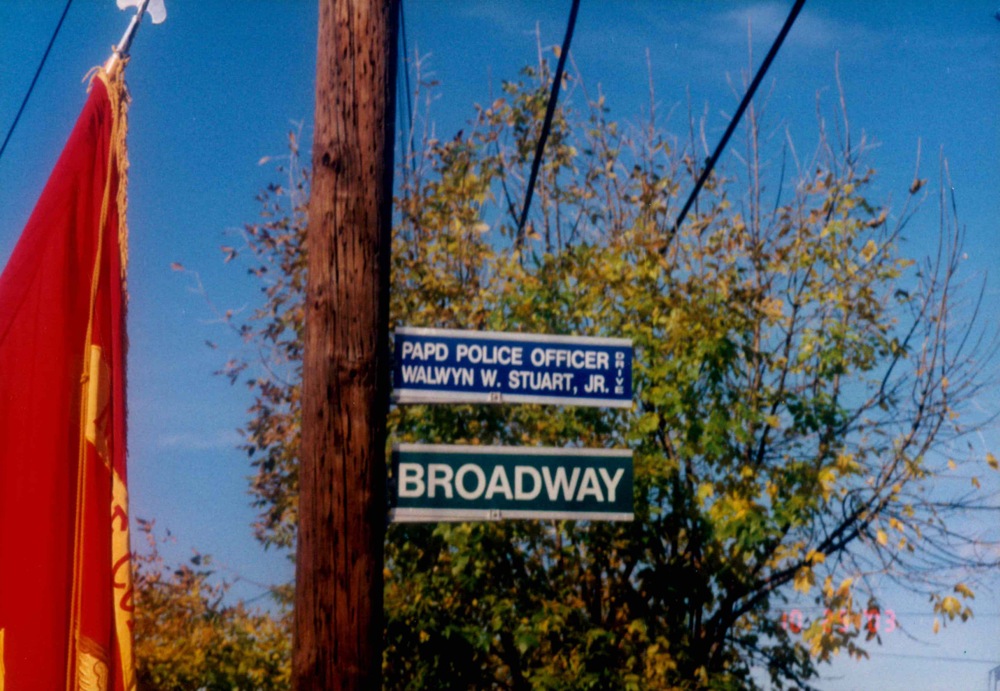 PAPD POLICE OFFICER DRIVE
WALWYN W. STUART, JR.
BROADWAY